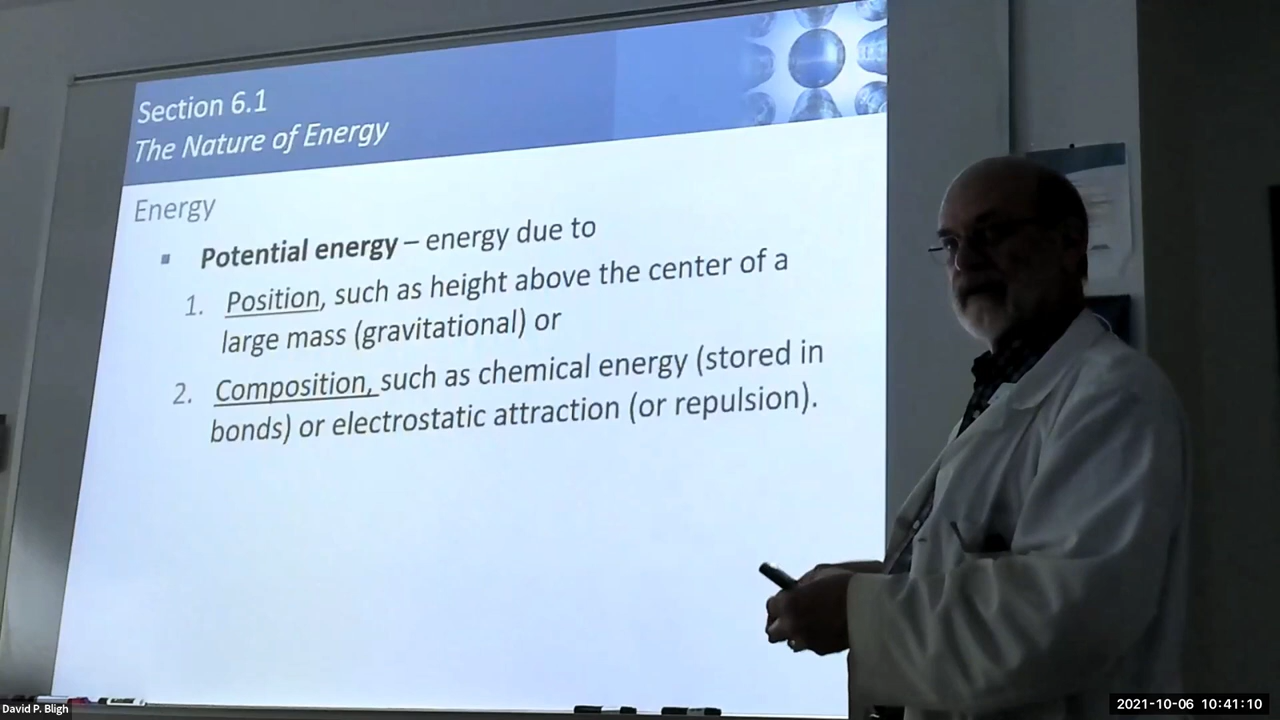 Section 6.1
The Nature of Energy
Energy
▪ Potential energy – energy due to
1. Position, such as height above the center of a
large mass (gravitational) or
2. Composition, such as chemical energy (stored in
bonds) or electrostatic attraction (or repulsion).
David P. Bligh
2021-10-06 10:41:10